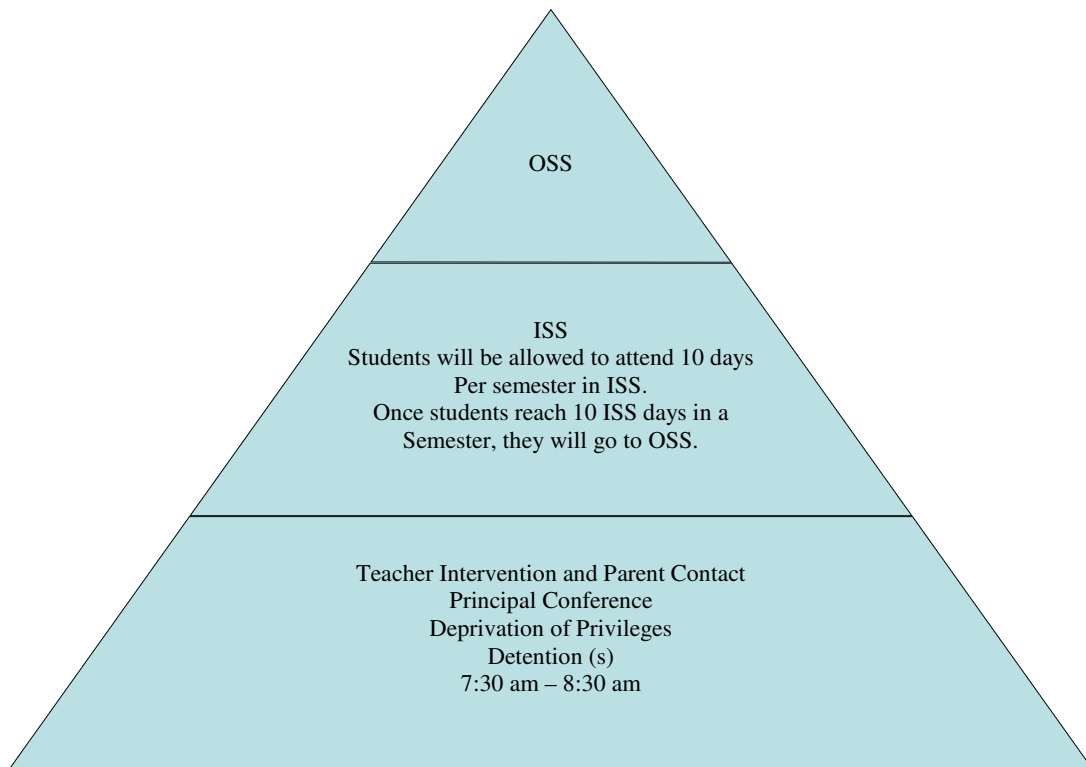 OSS
ISS
Students will be allowed to attend 10 days
Per semester in ISS.
Once students reach 10 ISS days in a
Semester, they will go to OSS.
Teacher Intervention and Parent Contact
Principal Conference
Deprivation of Privileges
Detention (s)
7:30 am – 8:30 am